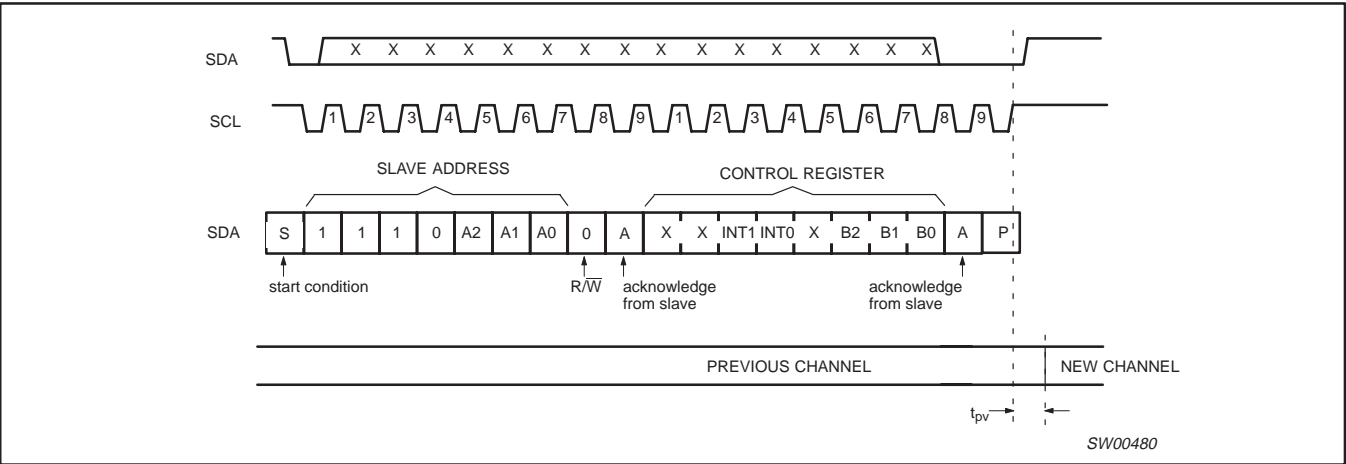 X X X X X X X X X X X X X X X X
SDA
SCL
1 2 3 4 5 6 7 8 9 1 2 3 4 5 6 7 8 9
SLAVE ADDRESS
CONTROL REGISTER
SDA
S 1 1 1 0 A2 A1 A0 0 A X X INT1 INT0 X B2 B1 B0 A P
start condition
R/W̅
acknowledge
from slave
acknowledge
from slave
PREVIOUS CHANNEL
NEW CHANNEL
tpv
SW00480